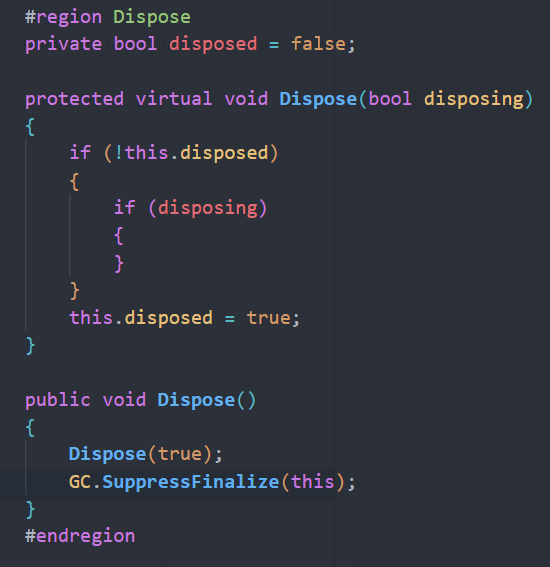 #region Dispose
private bool disposed = false;
protected virtual void Dispose(bool disposing)
{
if (!this.disposed)
{
if (disposing)
{
}
}
this.disposed = true;
}
public void Dispose()
{
Dispose(true);
GC.SuppressFinalize(this);
}
#endregion